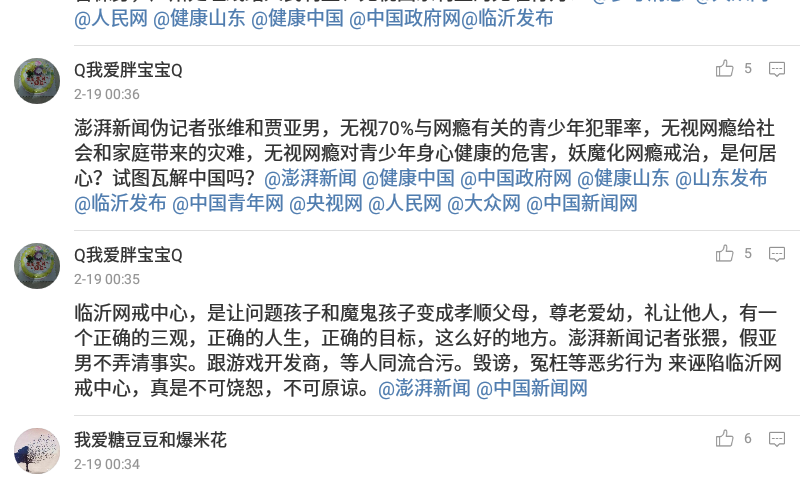 @人民网 @健康山东 @健康中国 @中国政府网@临沂发布
Q我爱胖宝宝Q
5
2-19 00:36
澎湃新闻伪记者张维和贾亚男，无视70%与网瘾有关的青少年犯罪率，无视网瘾给社
会和家庭带来的灾难，无视网瘾对青少年身心健康的危害，妖魔化网瘾戒治，是何居
心？试图瓦解中国吗？@澎湃新闻 @健康中国 @中国政府网 @健康山东 @山东发布
@临沂发布 @中国青年网 @央视网 @人民网 @大众网 @中国新闻网
Q我爱胖宝宝Q
5
2-19 00:35
临沂网戒中心，是让问题孩子和魔鬼孩子变成孝顺父母，尊老爱幼，礼让他人，有一
个正确的三观，正确的人生，正确的目标，这么好的地方。澎湃新闻记者张猥，假亚
男不弄清事实。跟游戏开发商，等人同流合污。毁谤，冤枉等恶劣行为 来诬陷临沂网
戒中心，真是不可饶恕，不可原谅。@澎湃新闻 @中国新闻网
我爱糖豆豆和爆米花
6
2-19 00:34